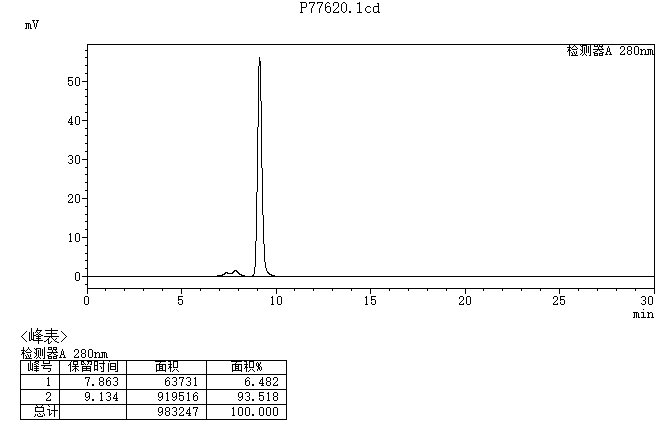 P77620.lcd
mV
检测器A 280nm
50
40
30
20
10
0
0 5 10 15 20 25 30
min
<峰表>
检测器A 280nm
峰号 保留时间 面积 面积%
1 7.863 63731 6.482
2 9.134 919516 93.518
总计 983247 100.000